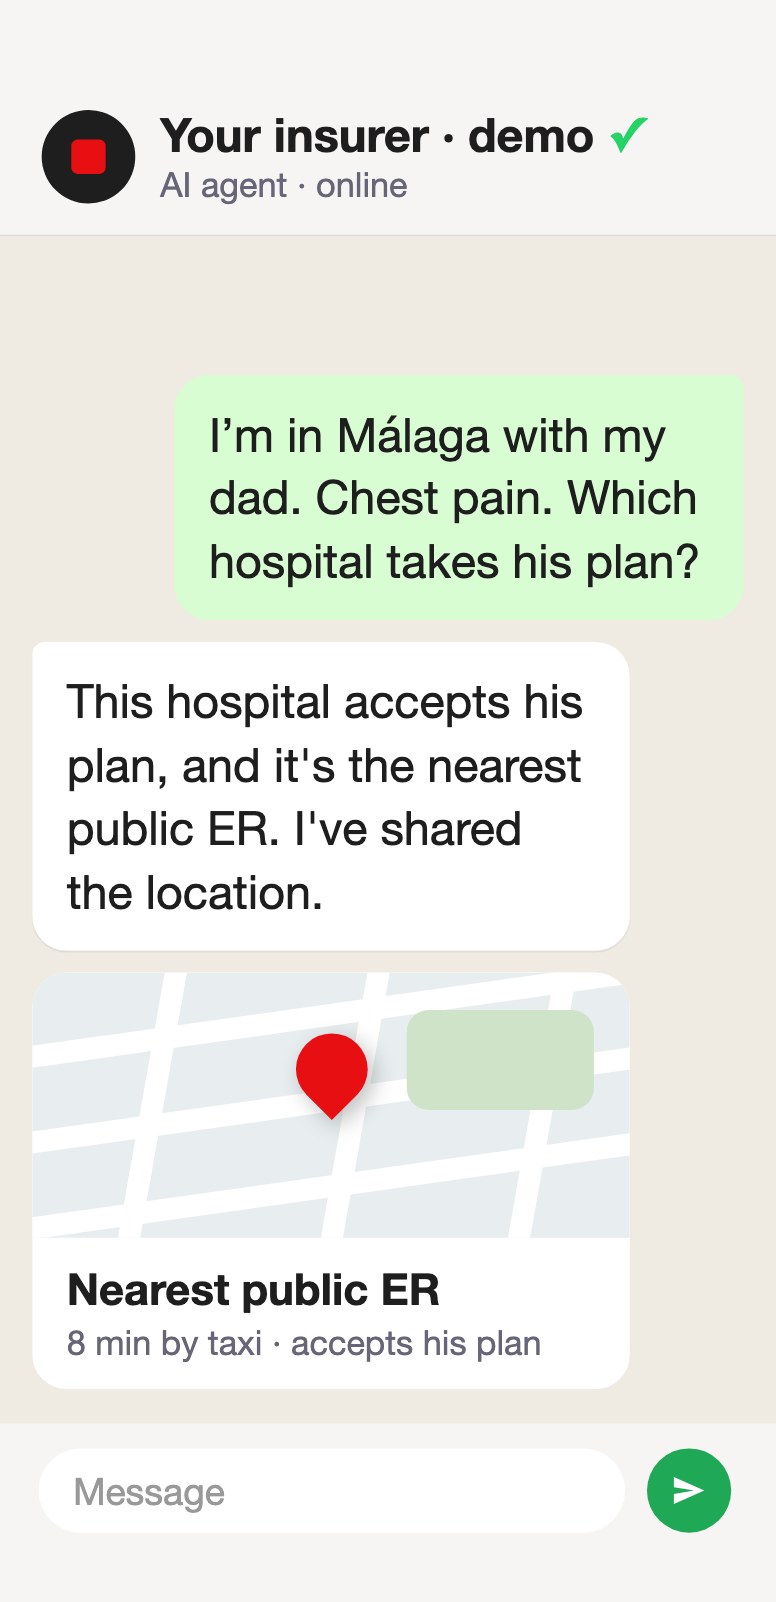 Your insurer · demo ✓
AI agent · online
I’m in Málaga with my
dad. Chest pain. Which
hospital takes his plan?
This hospital accepts his
plan, and it's the nearest
public ER. I've shared
the location.
Nearest public ER
8 min by taxi · accepts his plan
Message